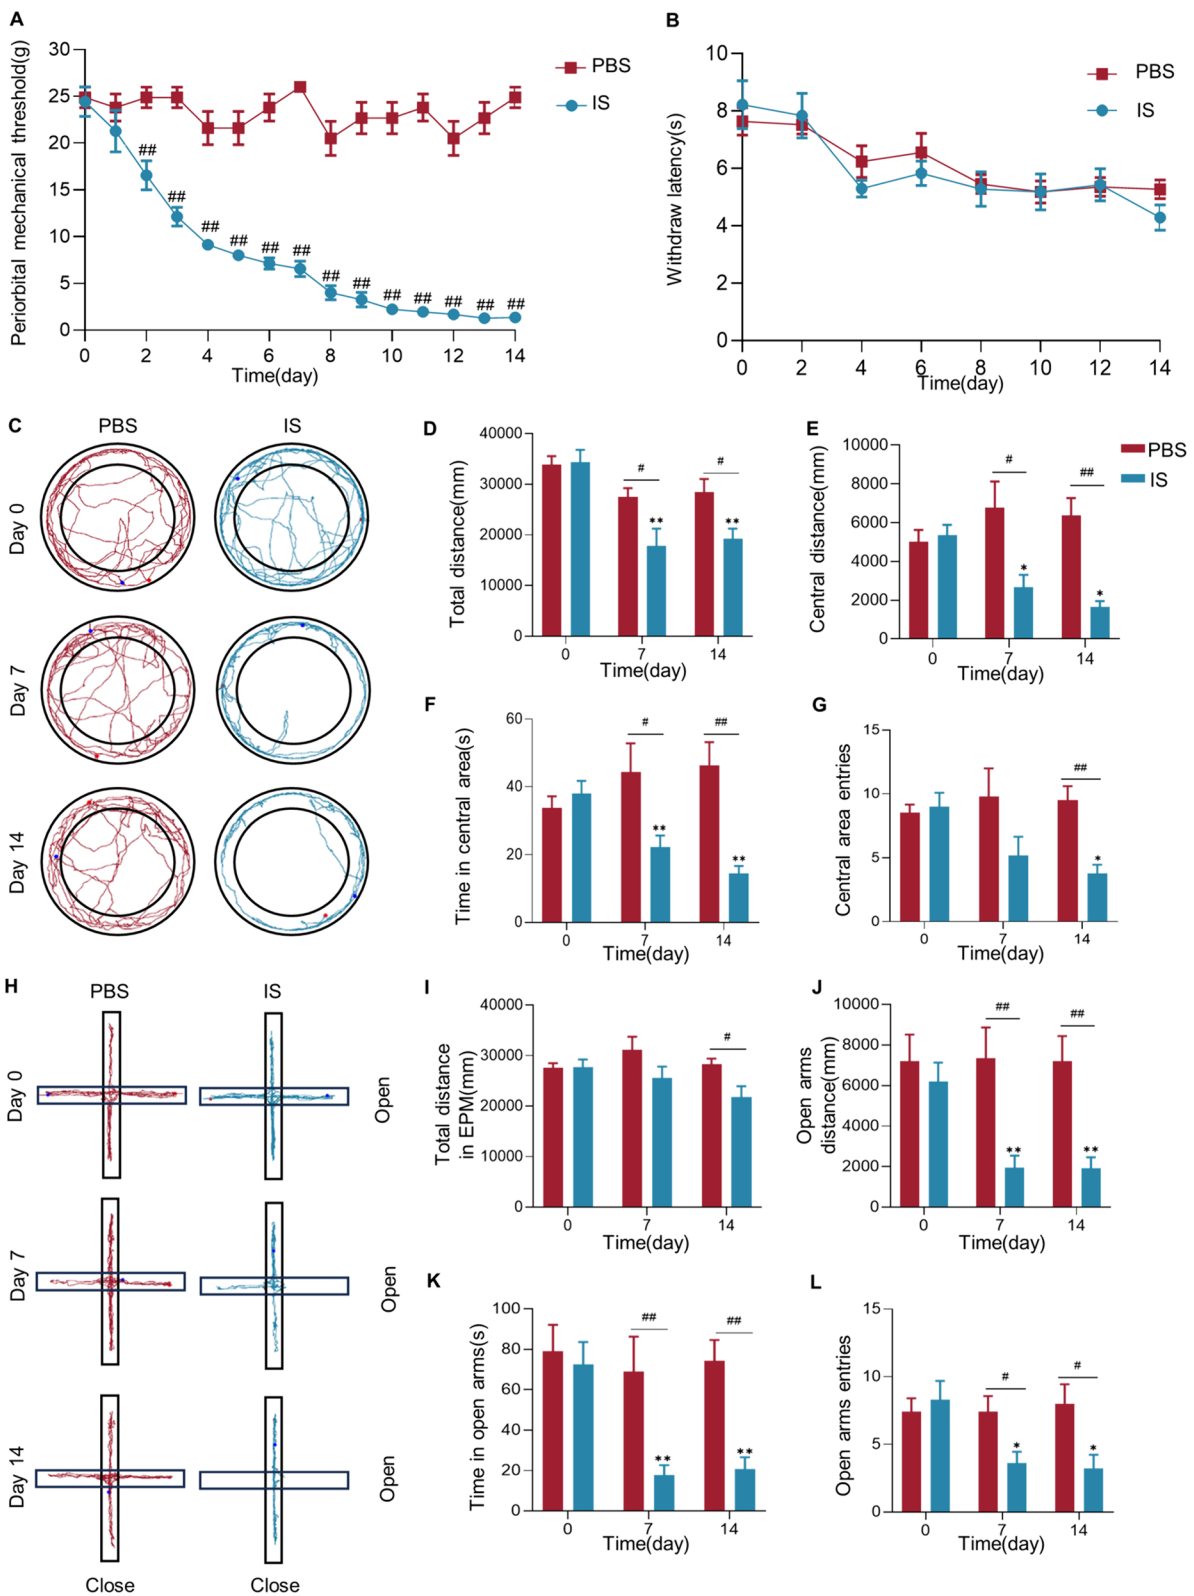 A
Periorbital mechanical threshold(g)
30
25
20
15
10
5
0
PBS
IS
##
##
##
##
##
##
##
##
##
##
##
##
##
0 2 4 6 8 10 12 14
Time(day)
B
Withdraw latency(s)
10
8
6
4
2
0
PBS
IS
0 2 4 6 8 10 12 14
Time(day)
C
PBS IS
Day 0
Day 7
Day 14
D
Total distance(mm)
40000
30000
20000
10000
0
# #
** **
0 7 14
Time(day)
E
Central distance(mm)
10000
8000
6000
4000
2000
0
# ##
* *
PBS
IS
0 7 14
Time(day)
F
Time in central area(s)
60
40
20
0
# ##
** **
0 7 14
Time(day)
G
Central area entries
15
10
5
0
##
*
0 7 14
Time(day)
H
PBS IS
Day 0
Open
Day 7
Open
Day 14
Open
Close Close
I
Total distance
in EPM(mm)
40000
30000
20000
10000
0
#
0 7 14
Time(day)
J
Open arms
distance(mm)
10000
8000
6000
4000
2000
0
## ##
** **
0 7 14
Time(day)
K
Time in open arms(s)
100
80
60
40
20
0
## ##
** **
0 7 14
Time(day)
L
Open arms entries
15
10
5
0
# #
* *
0 7 14
Time(day)